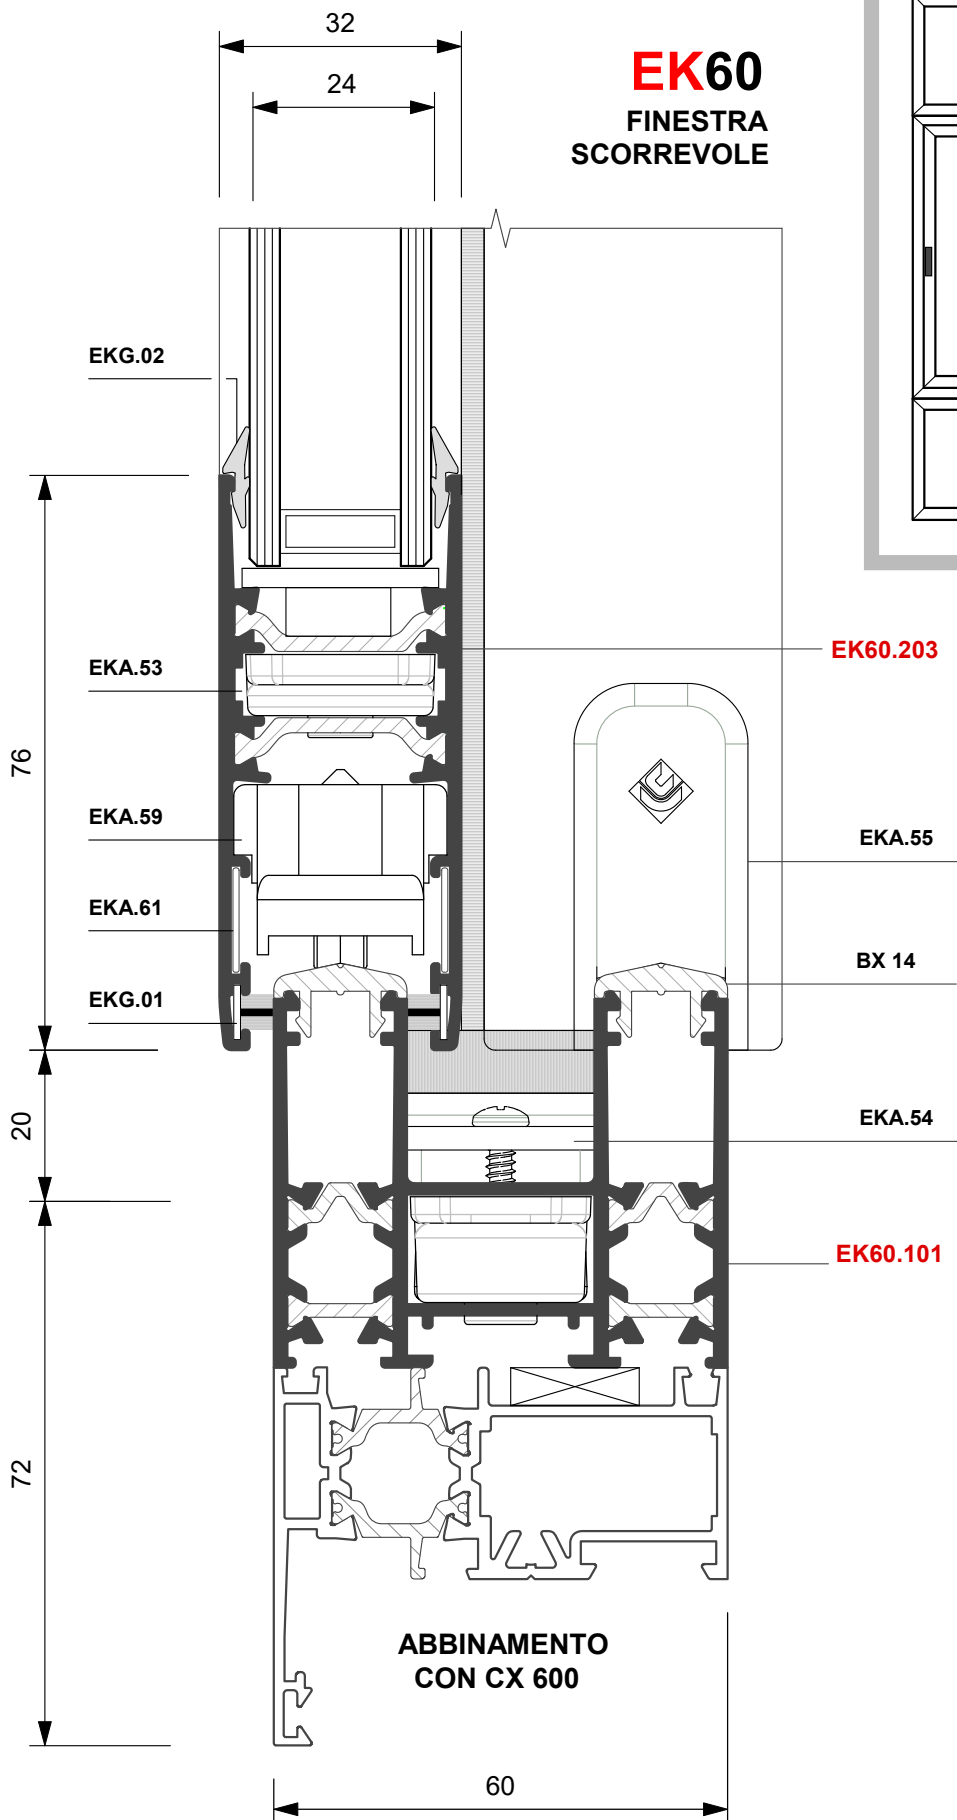 32
24
EK60
FINESTRA
SCORREVOLE
EKG.02
EK60.203
EKA.53
76
EKA.59
EKA.55
EKA.61
BX 14
EKG.01
20
EKA.54
EK60.101
72
ABBINAMENTO
CON CX 600
60